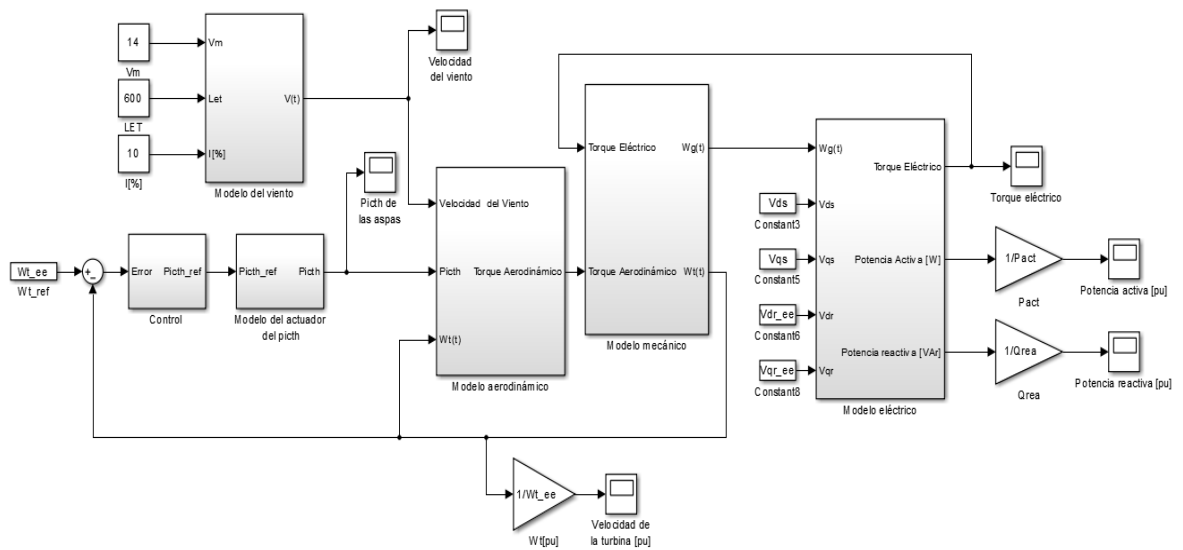 14
Vm
600
LET
10
I[%]
Vm
Let
I[%]
V(t)
Modelo del viento
Velocidad
del viento
Picth de
las aspas
Wt_ee
Wt_ref
+
-
Error
Picth_ref
Control
Picth_ref
Picth
Modelo del actuador
del picth
Velocidad del Viento
Picth
Wt(t)
Torque Aerodinámico
Modelo aerodinámico
Torque Eléctrico
Torque Aerodinámico
Wg(t)
Wt(t)
Modelo mecánico
Vds
Constant3
Vqs
Constant5
Vdr_ee
Constant6
Vqr_ee
Constant8
Wg(t)
Vds
Vqs
Vdr
Vqr
Torque Eléctrico
Potencia Activa [W]
Potencia reactiva [VAr]
Modelo eléctrico
Torque eléctrico
1/Pact
Pact
Potencia activa [pu]
1/Qrea
Qrea
Potencia reactiva [pu]
1/Wt_ee
Wt[pu]
Velocidad de
la turbina [pu]